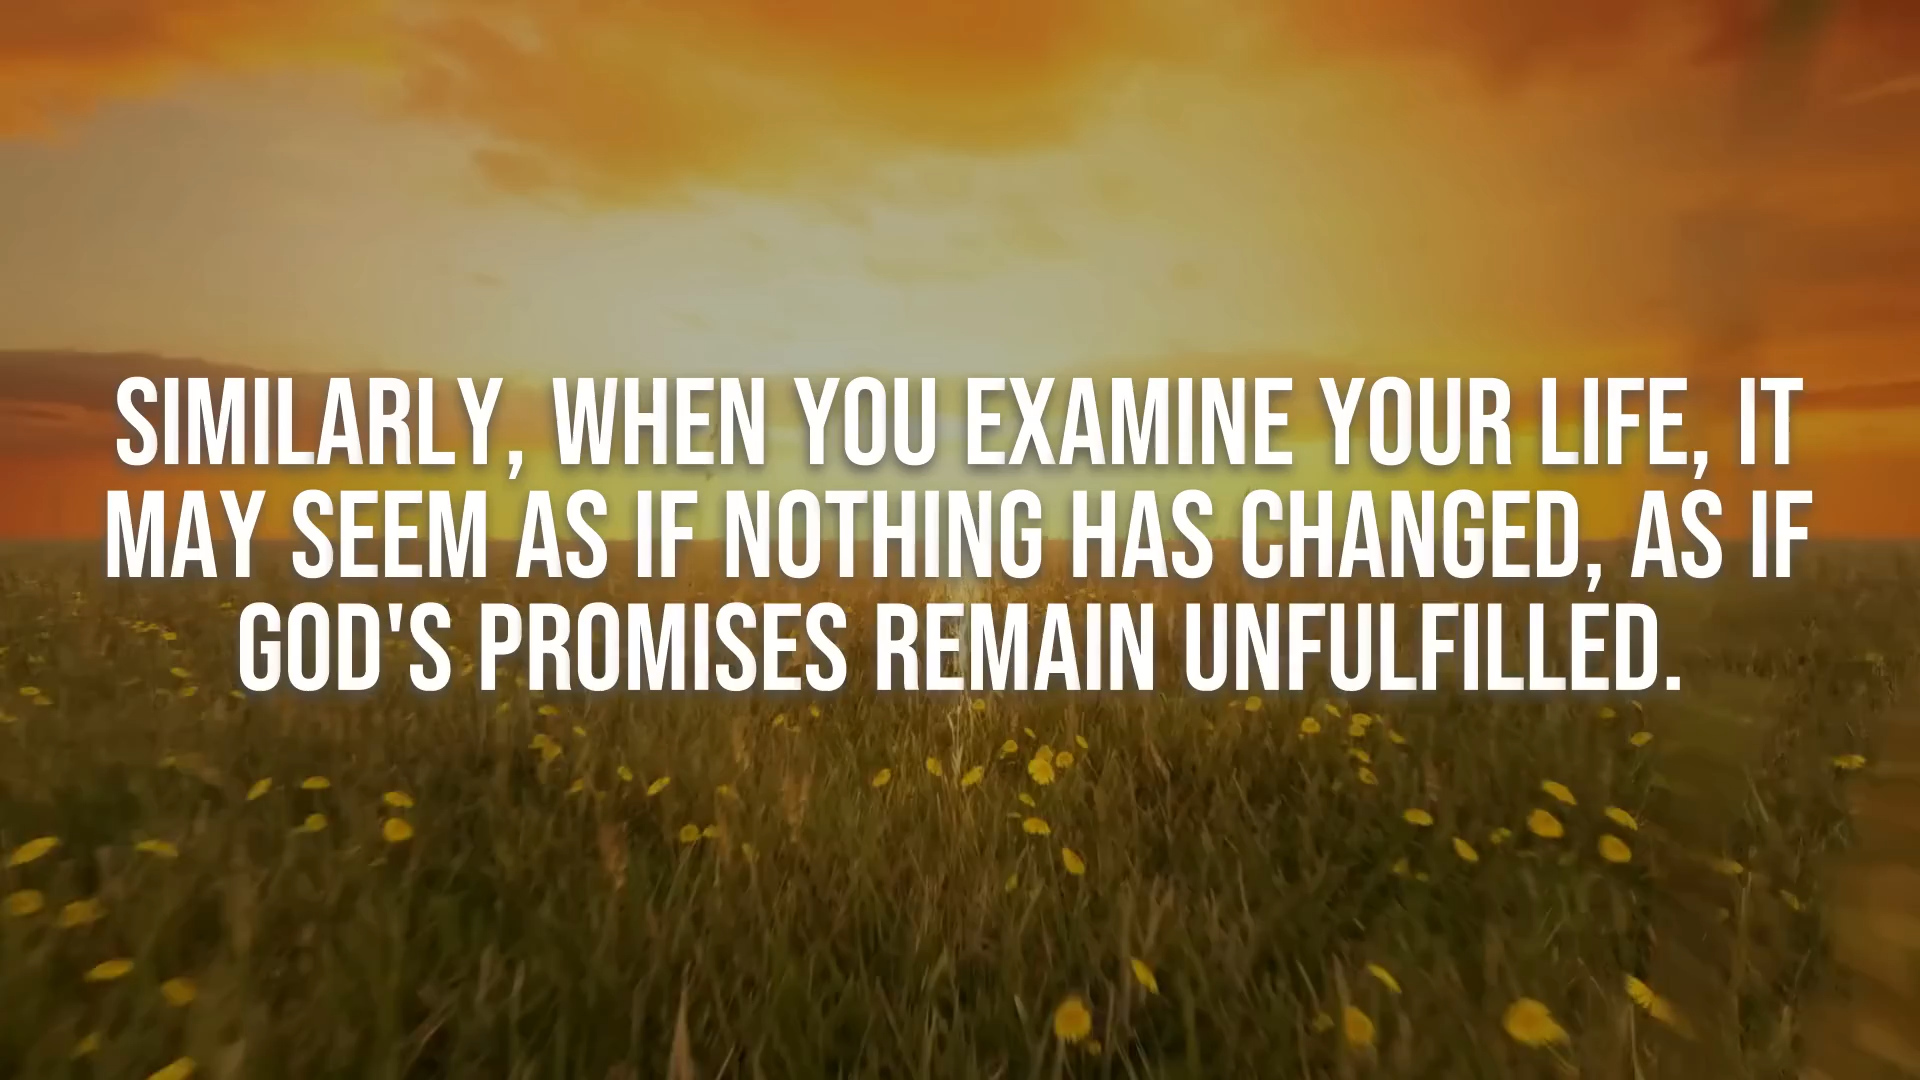 SIMILARLY, WHEN YOU EXAMINE YOUR LIFE, IT
MAY SEEM AS IF NOTHING HAS CHANGED, AS IF
GOD'S PROMISES REMAIN UNFULFILLED.